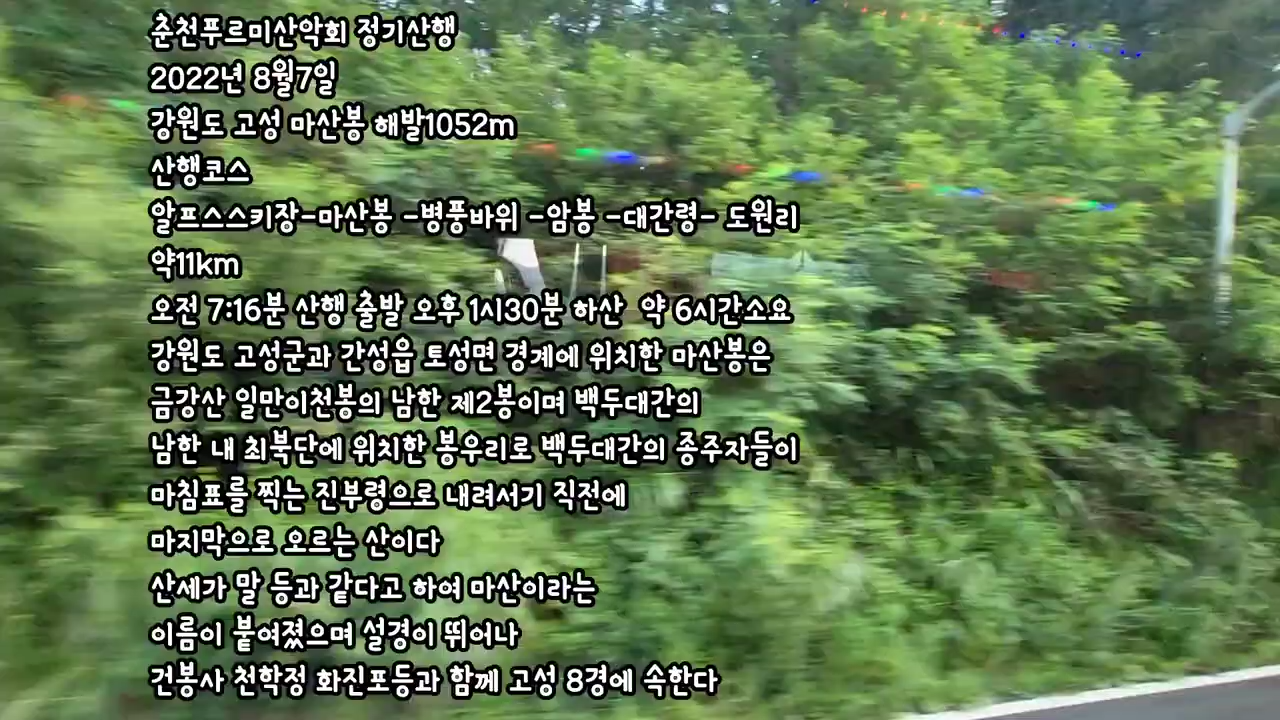 춘천푸르미산악회 정기산행
2022년 8월7일
강원도 고성 마산봉 해발1052m
산행코스
알프스스키장-마산봉 -병풍바위 -암봉 -대간령- 도원리
약11km
오전 7:16분 산행 출발 오후 1시30분 하산 약 6시간소요
강원도 고성군과 간성읍 토성면 경계에 위치한 마산봉은
금강산 일만이천봉의 남한 제2봉이며 백두대간의
남한 내 최북단에 위치한 봉우리로 백두대간의 종주자들이
마침표를 찍는 진부령으로 내려서기 직전에
마지막으로 오르는 산이다
산세가 말 등과 같다고 하여 마산이라는
이름이 붙여졌으며 설경이 뛰어나
건봉사 천학정 화진포등과 함께 고성 8경에 속한다